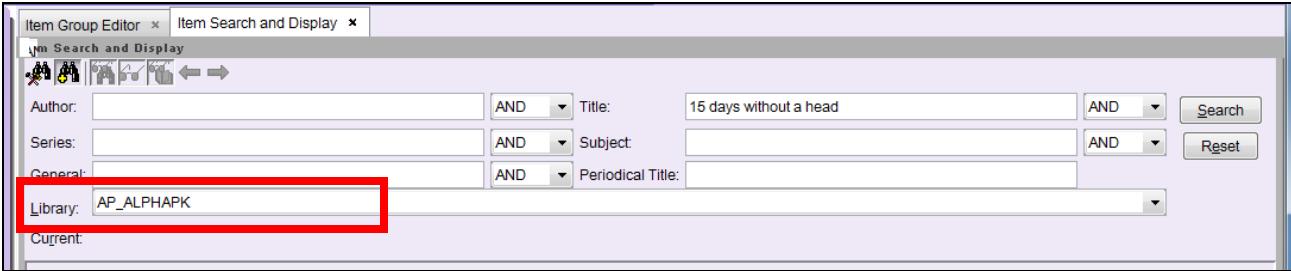 Item Group Editor × Item Search and Display ×
m Search and Display
Author: AND Title: 15 days without a head AND Search
Series: AND Subject: AND Reset
General: AND Periodical Title:
Library: AP_ALPHAPK
Current: